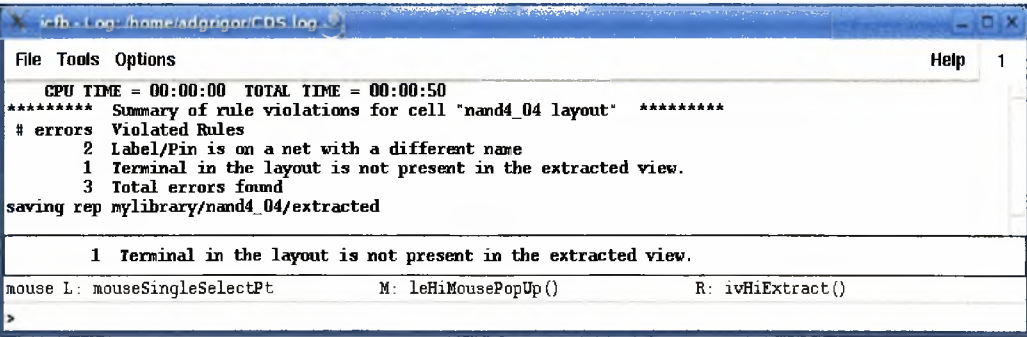 icfb - Log: /home/adgrigor/CDS.log
File Tools Options Help 1
CPU TIME = 00:00:00 TOTAL TIME = 00:00:50
********* Summary of rule violations for cell "nand4_04 layout" *********
# errors Violated Rules
2 Label/Pin is on a net with a different name
1 Terminal in the layout is not present in the extracted view.
3 Total errors found
saving rep mylibrary/nand4_04/extracted
1 Terminal in the layout is not present in the extracted view.
mouse L: mouseSingleSelectPt M: leHiMousePopUp() R: ivHiExtract()
>